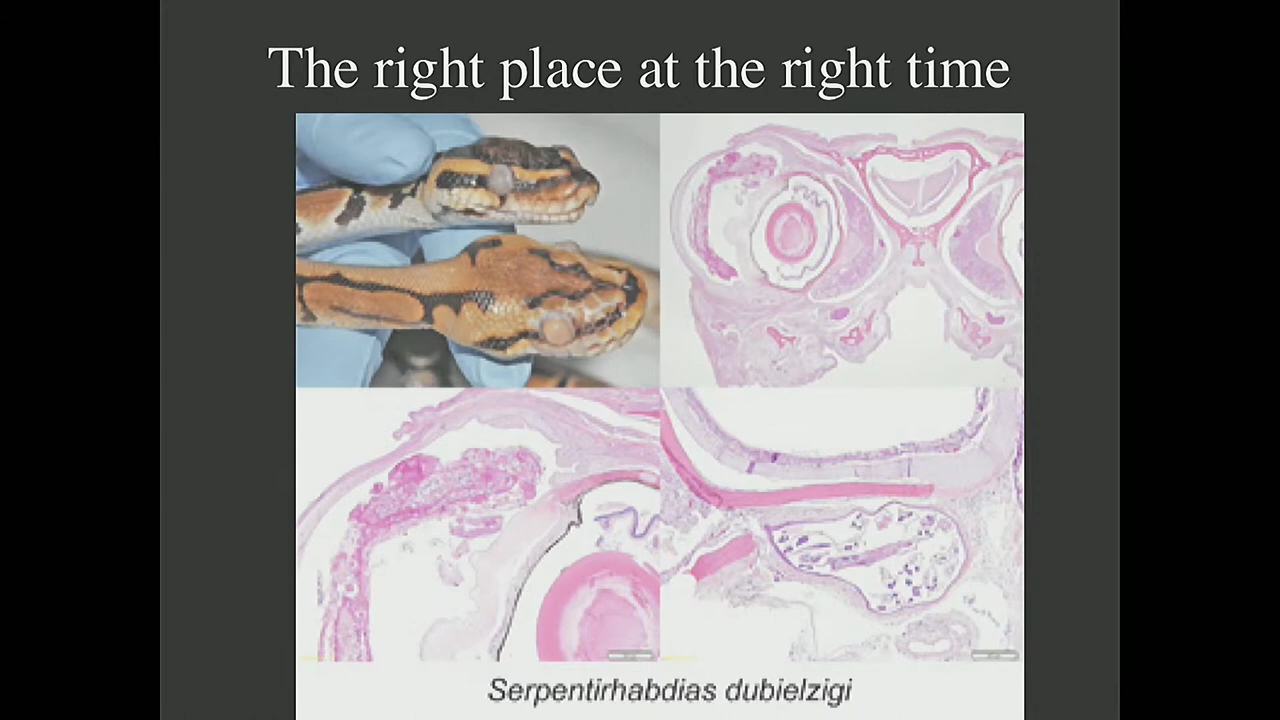 The right place at the right time
Serpentirhabdias dubielzigi